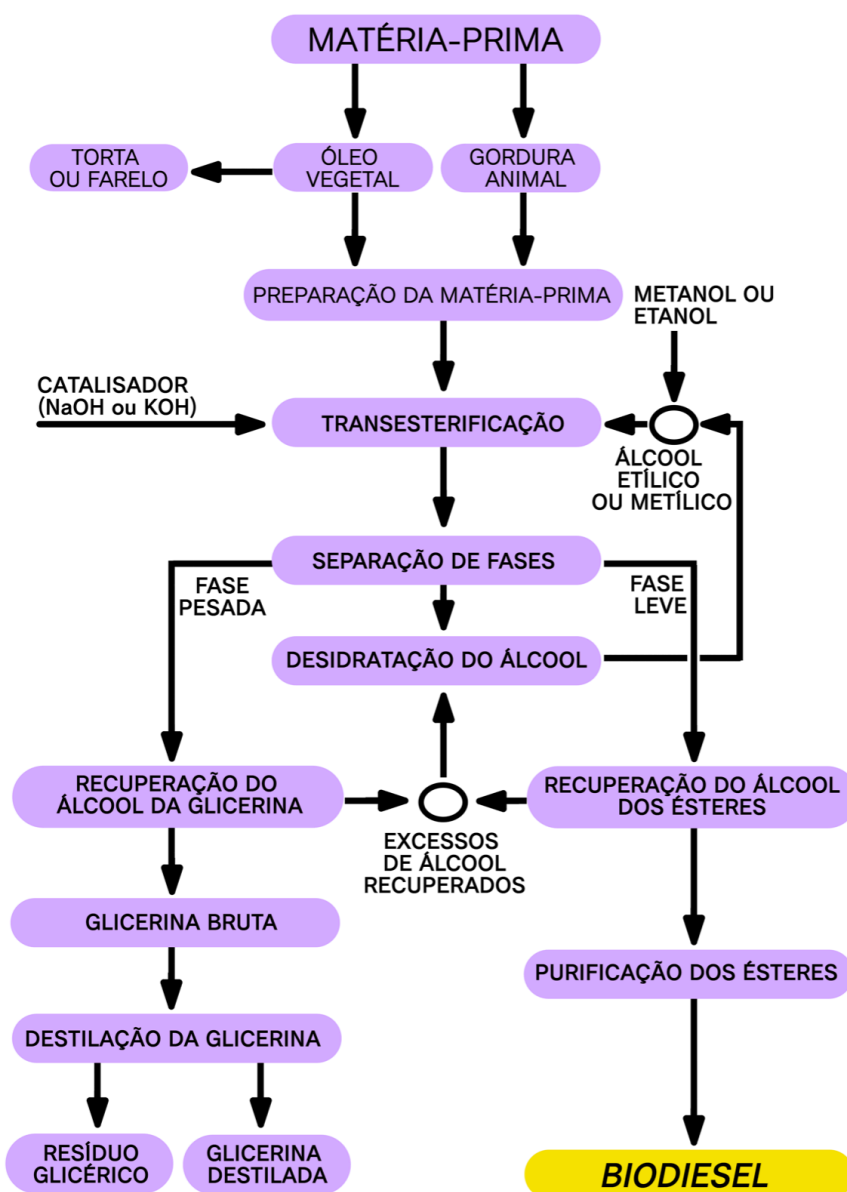 MATÉRIA-PRIMA
TORTA
OU FARELO
ÓLEO
VEGETAL
GORDURA
ANIMAL
PREPARAÇÃO DA MATÉRIA-PRIMA
METANOL OU
ETANOL
CATALISADOR
(NaOH ou KOH)
TRANSESTERIFICAÇÃO
ÁLCOOL
ETÍLICO
OU METÍLICO
SEPARAÇÃO DE FASES
FASE
PESADA
FASE
LEVE
DESIDRATAÇÃO DO ÁLCOOL
RECUPERAÇÃO DO
ÁLCOOL DA GLICERINA
RECUPERAÇÃO DO ÁLCOOL
DOS ÉSTERES
EXCESSOS
DE ÁLCOOL
RECUPERADOS
GLICERINA BRUTA
PURIFICAÇÃO DOS ÉSTERES
DESTILAÇÃO DA GLICERINA
RESÍDUO
GLICÉRICO
GLICERINA
DESTILADA
BIODIESEL